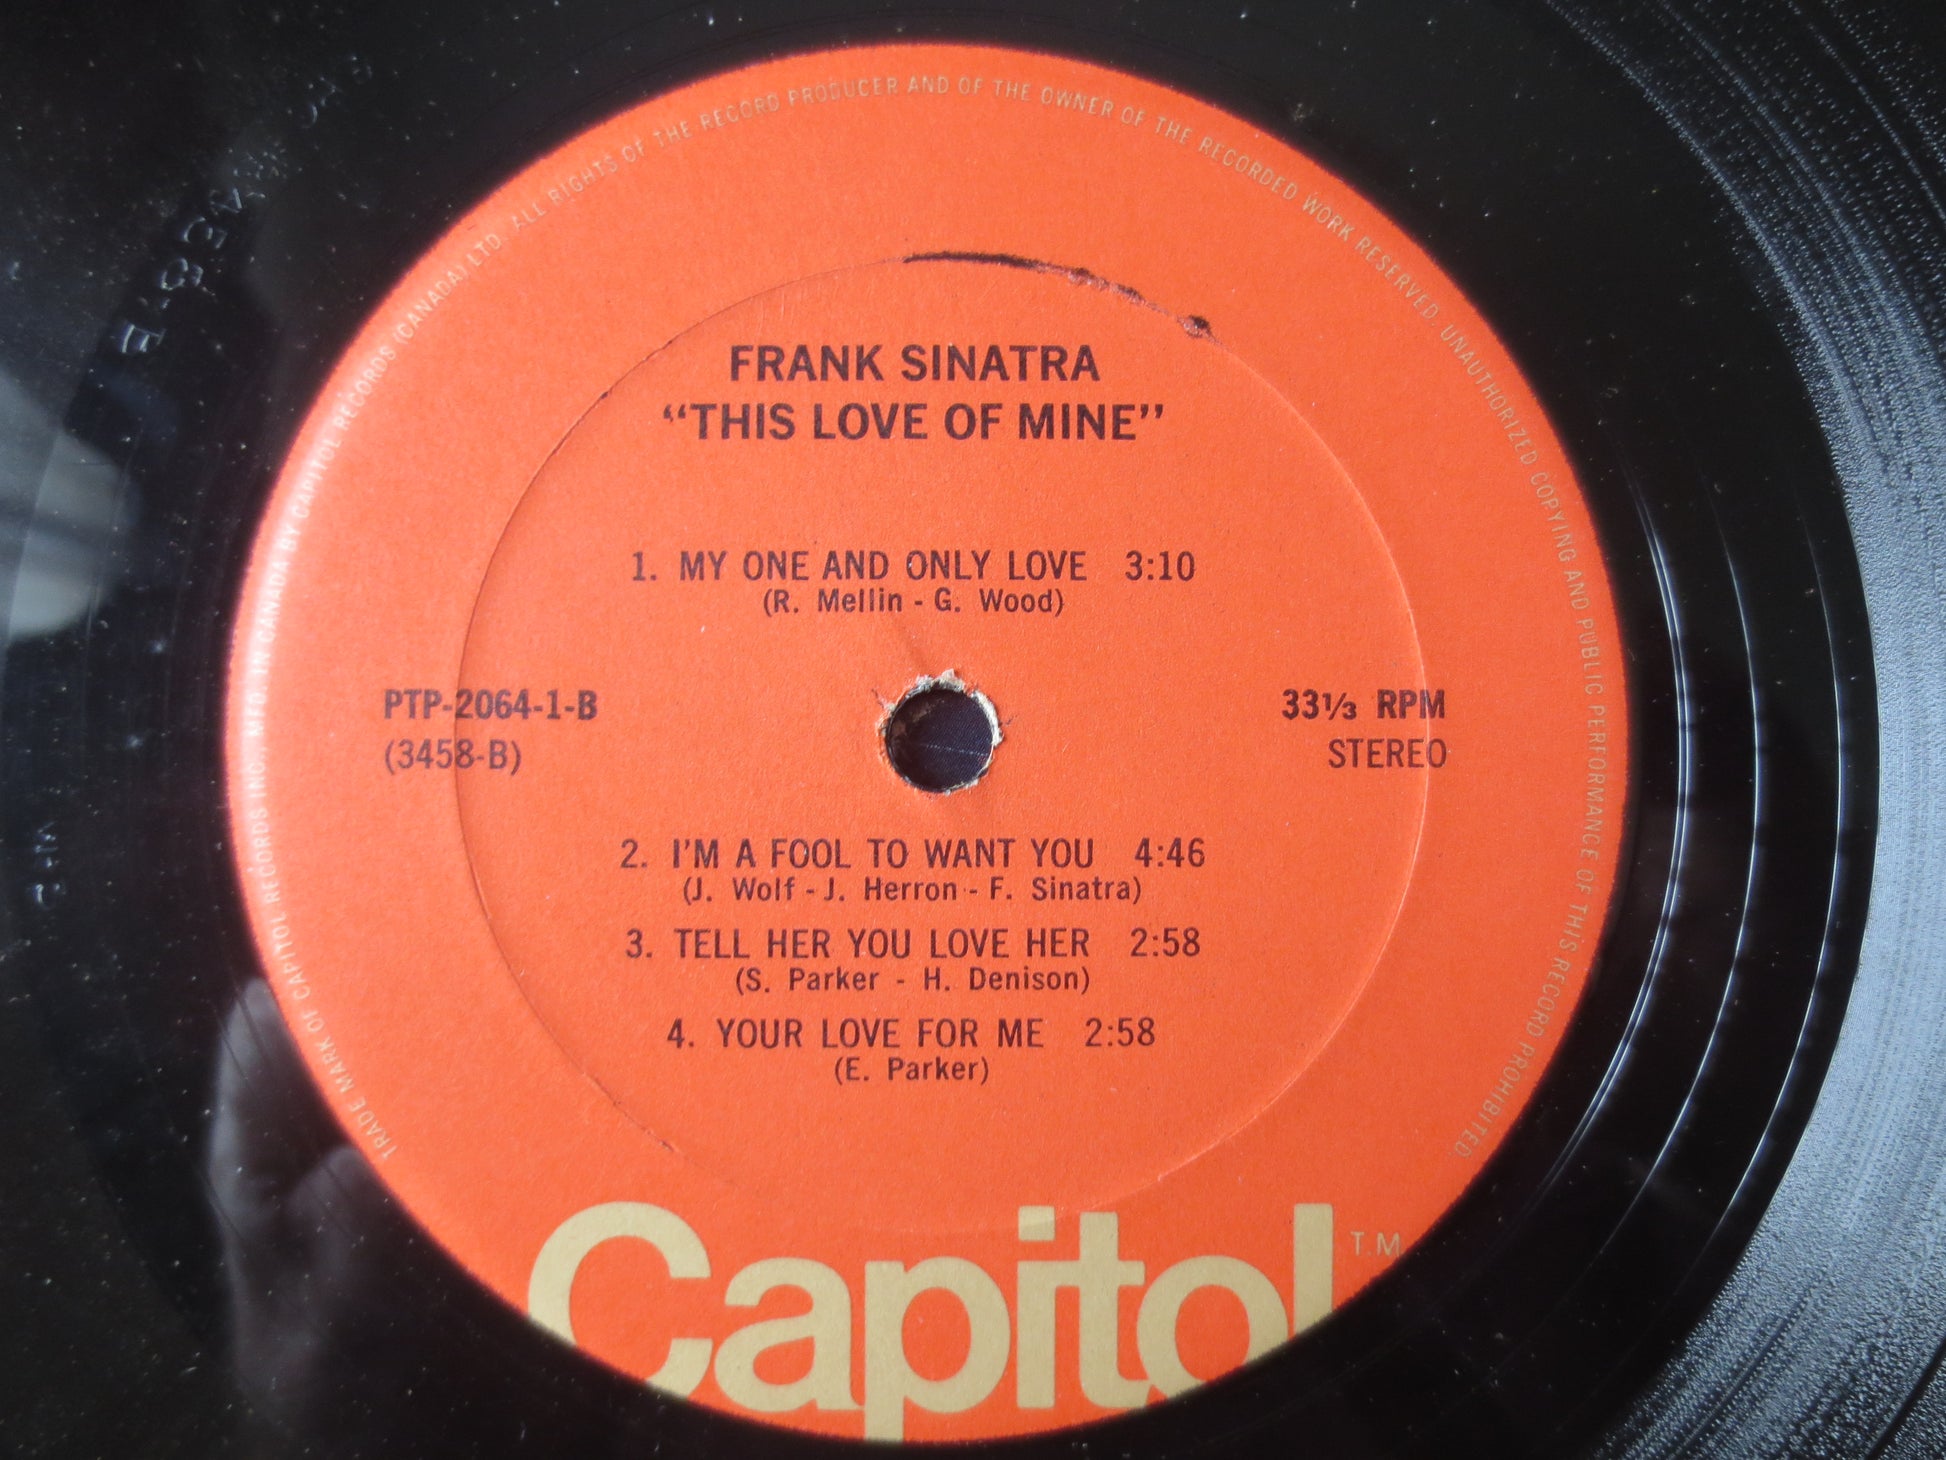 TRADE MARK OF CAPITOL RECORDS INC. MFD. IN CANADA BY CAPITOL RECORDS (CANADA) LTD. ALL RIGHTS OF THE RECORD PRODUCER AND OF THE OWNER OF THE RECORDED WORK RESERVED. UNAUTHORIZED COPYING AND PUBLIC PERFORMANCE OF THIS RECORD PROHIBITED.
FRANK SINATRA
“THIS LOVE OF MINE”
1. MY ONE AND ONLY LOVE 3:10
(R. Mellin - G. Wood)
PTP-2064-1-B
(3458-B)
33⅓ RPM
STEREO
2. I'M A FOOL TO WANT YOU 4:46
(J. Wolf - J. Herron - F. Sinatra)
3. TELL HER YOU LOVE HER 2:58
(S. Parker - H. Denison)
4. YOUR LOVE FOR ME 2:58
(E. Parker)
Capitol T.M.